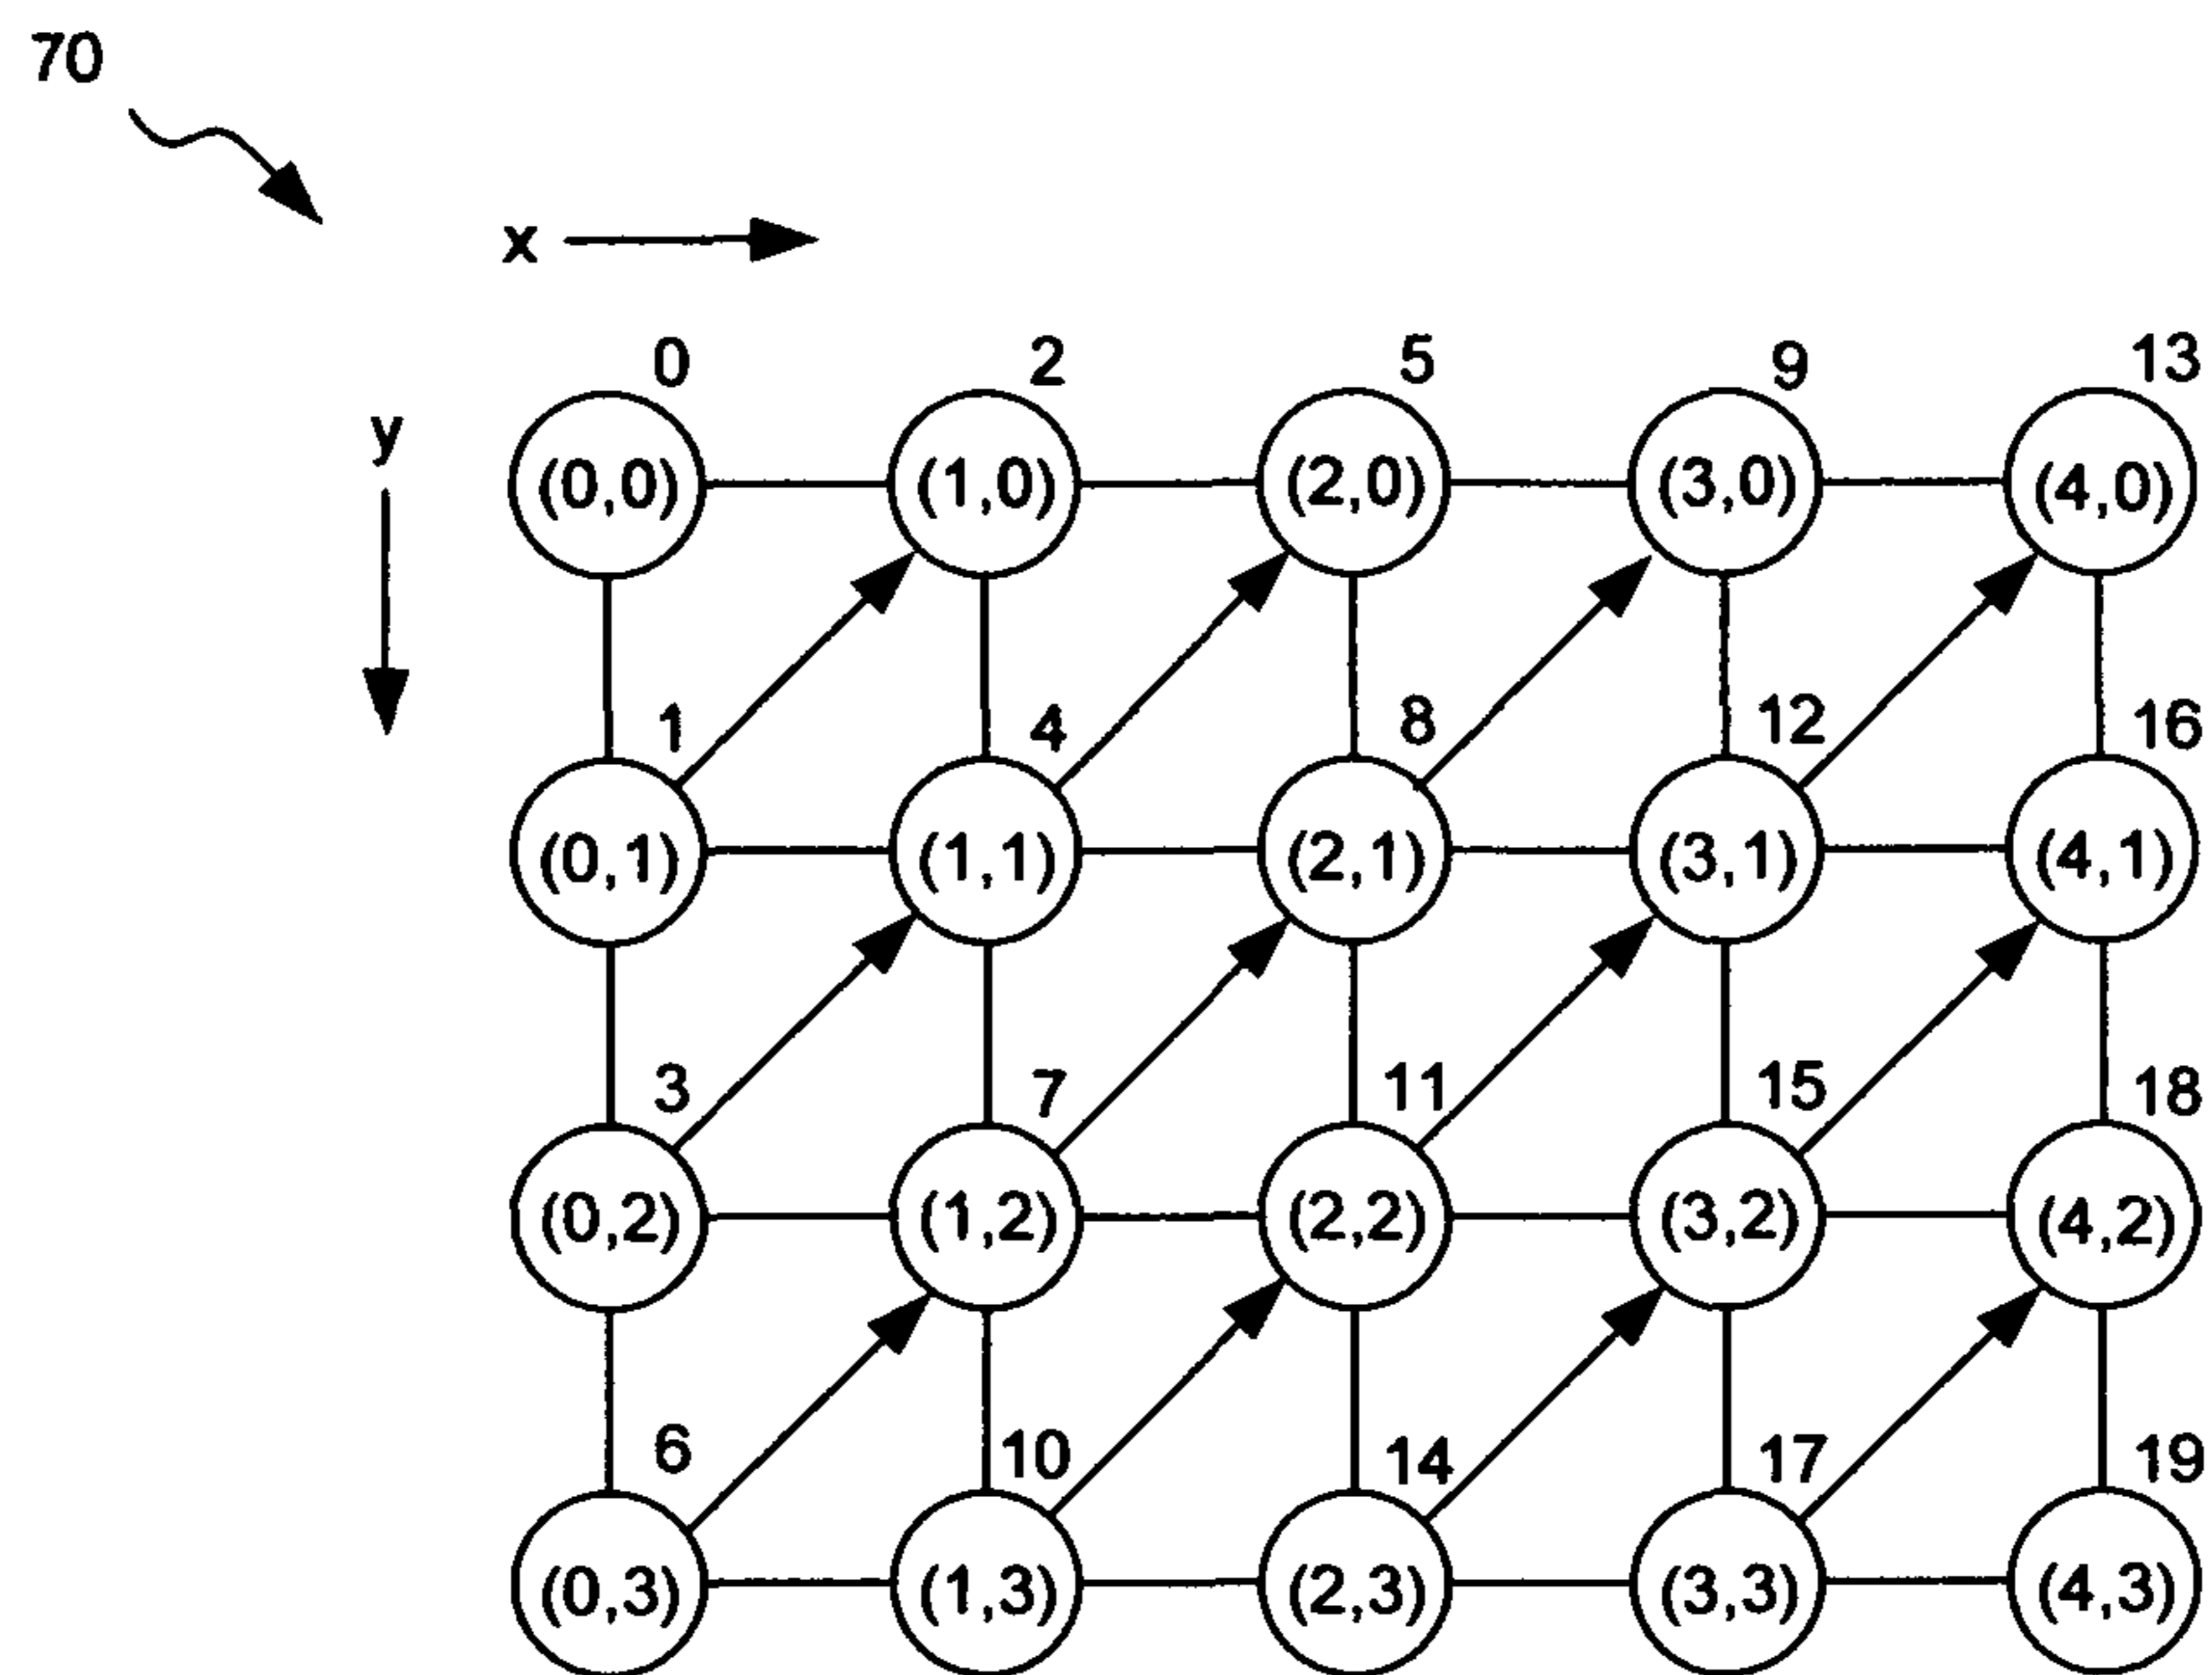 70
x
y
0 2 5 9 13
(0,0) (1,0) (2,0) (3,0) (4,0)
1 4 8 12 16
(0,1) (1,1) (2,1) (3,1) (4,1)
3 7 11 15 18
(0,2) (1,2) (2,2) (3,2) (4,2)
6 10 14 17 19
(0,3) (1,3) (2,3) (3,3) (4,3)